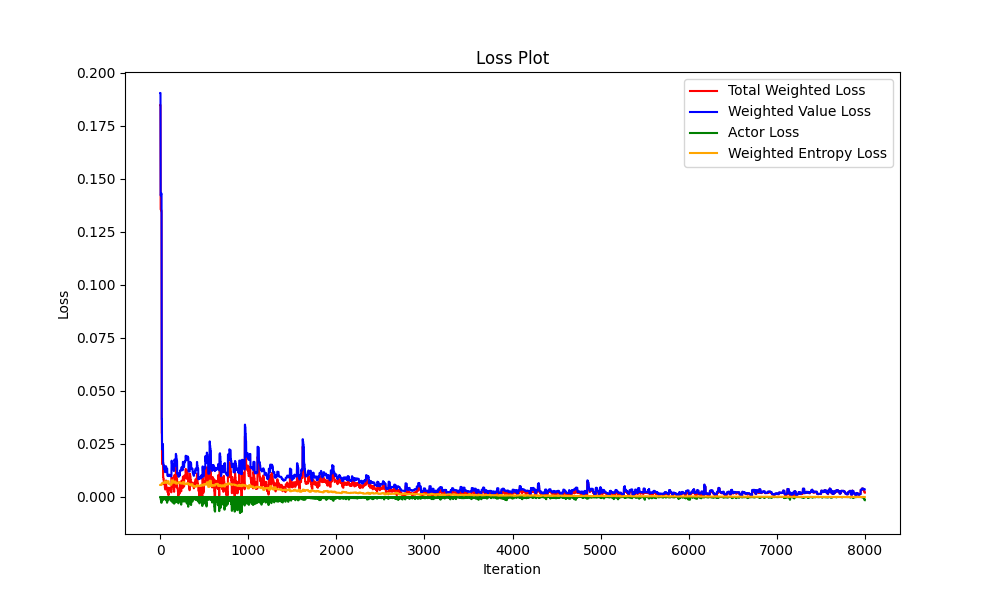 Loss Plot
Total Weighted Loss
Weighted Value Loss
Actor Loss
Weighted Entropy Loss
Loss
0.200
0.175
0.150
0.125
0.100
0.075
0.050
0.025
0.000
0 1000 2000 3000 4000 5000 6000 7000 8000
Iteration